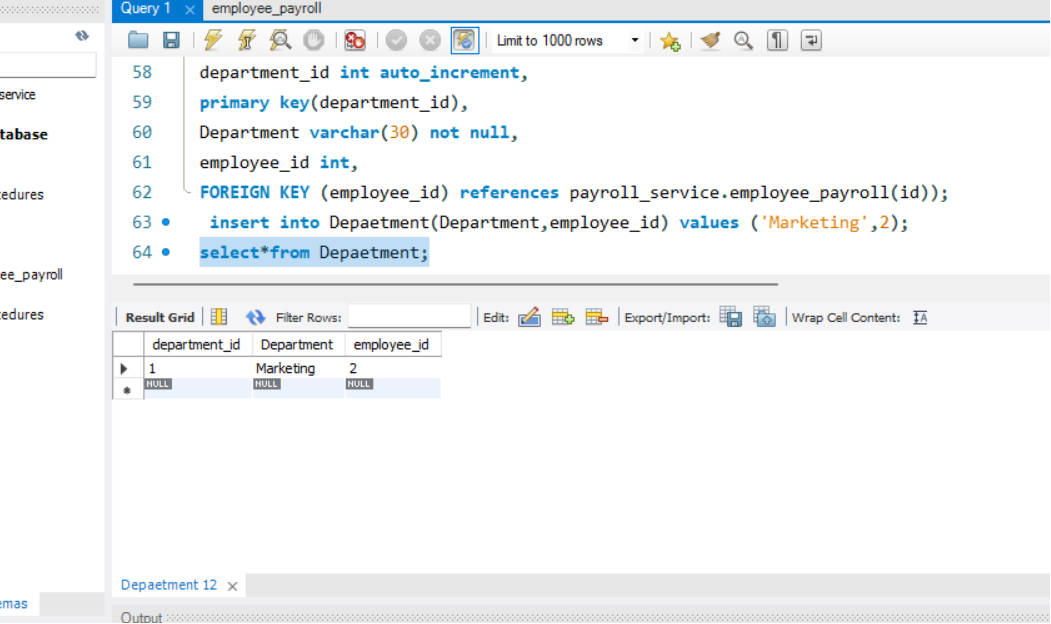 Query 1 employee_payroll
Limit to 1000 rows
service
tabase
edures
ee_payroll
edures
emas
58 department_id int auto_increment,
59 primary key(department_id),
60 Department varchar(30) not null,
61 employee_id int,
62 FOREIGN KEY (employee_id) references payroll_service.employee_payroll(id));
63 insert into Depaetment(Department,employee_id) values ('Marketing',2);
64 select*from Depaetment;
Result Grid Filter Rows: Edit: Export/Import: Wrap Cell Content:
department_id Department employee_id
1 Marketing 2
NULL NULL NULL
Depaetment 12
Output